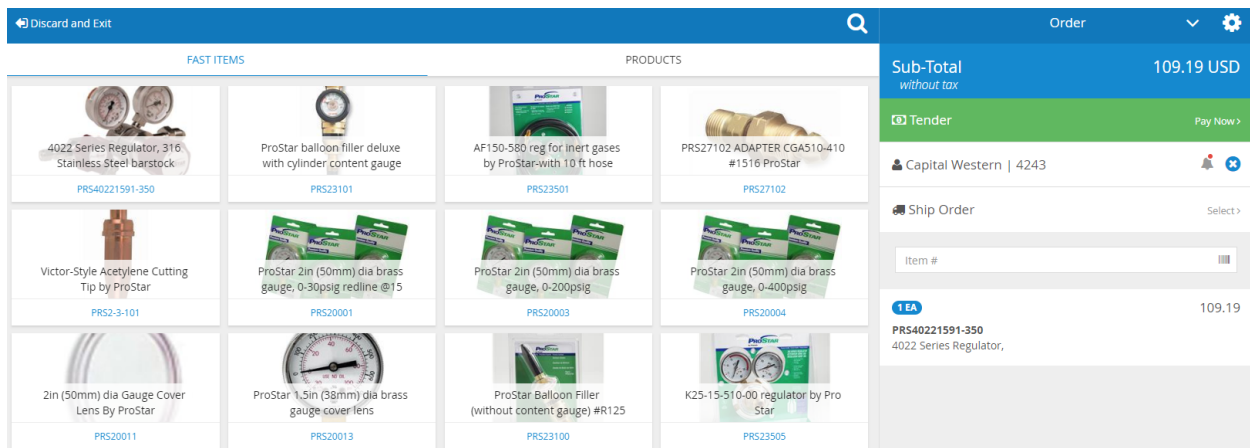 Discard and Exit
Order
FAST ITEMS
PRODUCTS
Sub-Total 109.19 USD
without tax
Tender Pay Now >
Capital Western | 4243
Ship Order Select >
Item #
1 EA 109.19
PRS40221591-350
4022 Series Regulator,
4022 Series Regulator, 316
Stainless Steel barstock
PRS40221591-350
ProStar balloon filler deluxe
with cylinder content gauge
PRS23101
PROSTAR
AF150-580 reg for inert gases
by ProStar-with 10 ft hose
PRS23501
PRS27102 ADAPTER CGA510-410
#1516 ProStar
PRS27102
Victor-Style Acetylene Cutting
Tip by ProStar
PRS2-3-101
PROSTAR
ProStar 2in (50mm) dia brass
gauge, 0-30psig redline @15
PRS20001
PROSTAR
ProStar 2in (50mm) dia brass
gauge, 0-200psig
PRS20003
PROSTAR
ProStar 2in (50mm) dia brass
gauge, 0-400psig
PRS20004
2in (50mm) dia Gauge Cover
Lens By ProStar
PRS20011
ProStar 1.5in (38mm) dia brass
gauge cover lens
PRS20013
ProStar Balloon Filler
(without content gauge) #R125
PRS23100
PROSTAR
K25-15-510-00 regulator by Pro
Star
PRS23505